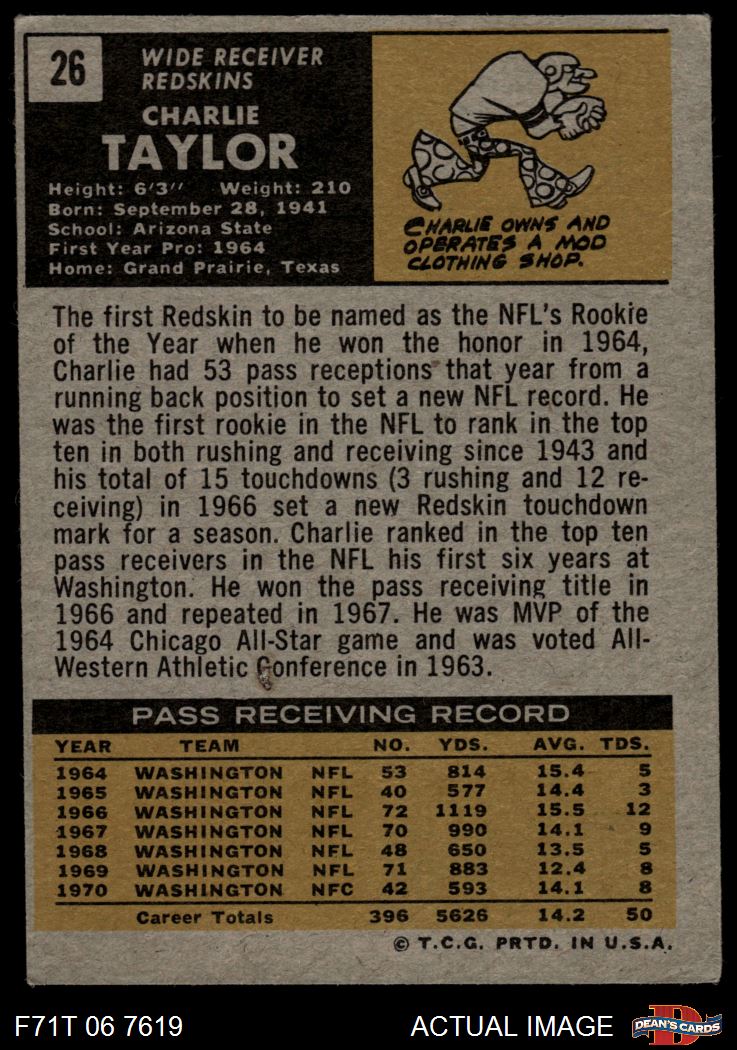 26
WIDE RECEIVER
REDSKINS
CHARLIE
TAYLOR
Height: 6'3'' Weight: 210
Born: September 28, 1941
School: Arizona State
First Year Pro: 1964
Home: Grand Prairie, Texas
CHARLIE OWNS AND
OPERATES A MOD
CLOTHING SHOP.
The first Redskin to be named as the NFL's Rookie
of the Year when he won the honor in 1964,
Charlie had 53 pass receptions that year from a
running back position to set a new NFL record. He
was the first rookie in the NFL to rank in the top
ten in both rushing and receiving since 1943 and
his total of 15 touchdowns (3 rushing and 12 re-
ceiving) in 1966 set a new Redskin touchdown
mark for a season. Charlie ranked in the top ten
pass receivers in the NFL his first six years at
Washington. He won the pass receiving title in
1966 and repeated in 1967. He was MVP of the
1964 Chicago All-Star game and was voted All-
Western Athletic Conference in 1963.
PASS RECEIVING RECORD
YEAR TEAM NO. YDS. AVG. TDS.
1964 WASHINGTON NFL 53 814 15.4 5
1965 WASHINGTON NFL 40 577 14.4 3
1966 WASHINGTON NFL 72 1119 15.5 12
1967 WASHINGTON NFL 70 990 14.1 9
1968 WASHINGTON NFL 48 650 13.5 5
1969 WASHINGTON NFL 71 883 12.4 8
1970 WASHINGTON NFC 42 593 14.1 8
Career Totals 396 5626 14.2 50
© T.C.G. PRTD. IN U.S.A.
F71T 06 7619 ACTUAL IMAGE
D
DEAN'S CARDS